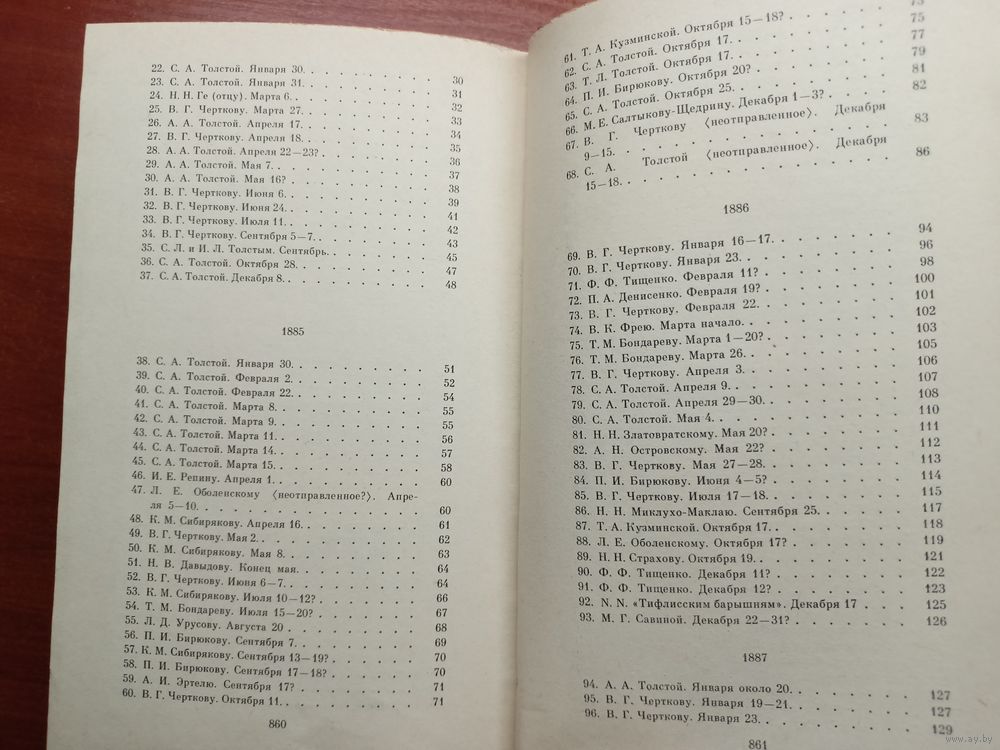 22. С. А. Толстой. Января 30. . . . . . . . . 30
23. С. А. Толстой. Января 31. . . . . . . . . 31
24. Н. Н. Ге (отцу). Марта 6. . . . . . . . . 32
25. В. Г. Черткову. Марта 27. . . . . . . . . 33
26. А. А. Толстой. Апреля 17. . . . . . . . . 34
27. В. Г. Черткову. Апреля 18. . . . . . . . . 35
28. А. А. Толстой. Апреля 22—23? . . . . . . . . 36
29. А. А. Толстой. Мая 7. . . . . . . . . . 37
30. А. А. Толстой. Мая 16? . . . . . . . . . 38
31. В. Г. Черткову. Июня 6. . . . . . . . . . 39
32. В. Г. Черткову. Июня 24. . . . . . . . . . 41
33. В. Г. Черткову. Июля 11. . . . . . . . . . 42
34. В. Г. Черткову. Сентября 5—7. . . . . . . . 43
35. С. Л. и И. Л. Толстым. Сентябрь. . . . . . . 45
36. С. А. Толстой. Октября 28. . . . . . . . . 47
37. С. А. Толстой. Декабря 8. . . . . . . . . . 48
1885
38. С. А. Толстой. Января 30. . . . . . . . . . 51
39. С. А. Толстой. Февраля 2. . . . . . . . . . 52
40. С. А. Толстой. Февраля 22. . . . . . . . . . 54
41. С. А. Толстой. Марта 8. . . . . . . . . . 55
42. С. А. Толстой. Марта 9. . . . . . . . . . 55
43. С. А. Толстой. Марта 11. . . . . . . . . . 56
44. С. А. Толстой. Марта 14. . . . . . . . . . 57
45. С. А. Толстой. Марта 15. . . . . . . . . . 58
46. И. Е. Репину. Апреля 1. . . . . . . . . . 60
47. Л. Е. Оболенскому ⟨неотправленное?⟩. Апре-
ля 5—10. . . . . . . . . . . . . . 60
48. К. М. Сибирякову. Апреля 16. . . . . . . . . 61
49. В. Г. Черткову. Мая 2. . . . . . . . . . 62
50. К. М. Сибирякову. Мая 8. . . . . . . . . . 63
51. Н. В. Давыдову. Конец мая. . . . . . . . . 64
52. В. Г. Черткову. Июня 6—7. . . . . . . . . . 64
53. К. М. Сибирякову. Июля 10—12? . . . . . . . . 66
54. Т. М. Бондареву. Июля 15—20? . . . . . . . . 67
55. Л. Д. Урусову. Августа 20 . . . . . . . . . 68
56. П. И. Бирюкову. Сентября 7. . . . . . . . . 69
57. К. М. Сибирякову. Сентября 13—19? . . . . . . 70
58. П. И. Бирюкову. Сентября 17—18? . . . . . . . 70
59. А. И. Эртелю. Сентября 17? . . . . . . . . . 71
60. В. Г. Черткову. Октября 11. . . . . . . . . 71
860
61. Т. А. Кузминской. Октября 15—18? . . . . . . . 73
62. С. А. Толстой. Октября 17. . . . . . . . . . 75
63. Т. Л. Толстой. Октября 17. . . . . . . . . . 77
64. П. И. Бирюкову. Октября 20? . . . . . . . . . 79
65. С. А. Толстой. Октября 25. . . . . . . . . . 81
66. М. Е. Салтыкову-Щедрину. Декабря 1—3? . . . . . 82
67. В. Г. Черткову ⟨неотправленное⟩. Декабря
9—15. . . . . . . . . . . . . . . 83
68. С. А. Толстой ⟨неотправленное⟩. Декабря
15—18. . . . . . . . . . . . . . . 86
1886
69. В. Г. Черткову. Января 16—17. . . . . . . . . 94
70. В. Г. Черткову. Января 23. . . . . . . . . . 96
71. Ф. Ф. Тищенко. Февраля 11? . . . . . . . . . 98
72. П. А. Денисенко. Февраля 19? . . . . . . . . 100
73. В. Г. Черткову. Февраля 22. . . . . . . . . 101
74. В. К. Фрею. Марта начало. . . . . . . . . . 102
75. Т. М. Бондареву. Марта 1—20? . . . . . . . . 103
76. Т. М. Бондареву. Марта 26. . . . . . . . . . 105
77. В. Г. Черткову. Апреля 3. . . . . . . . . . 106
78. С. А. Толстой. Апреля 9. . . . . . . . . . 107
79. С. А. Толстой. Апреля 29—30. . . . . . . . . 108
80. С. А. Толстой. Мая 4. . . . . . . . . . . 110
81. Н. Н. Златовратскому. Мая 20? . . . . . . . . 111
82. А. Н. Островскому. Мая 22? . . . . . . . . . 112
83. В. Г. Черткову. Мая 27—28. . . . . . . . . . 113
84. П. И. Бирюкову. Июня 4—5? . . . . . . . . . 114
85. В. Г. Черткову. Июля 17—18. . . . . . . . . 115
86. Н. Н. Миклухо-Маклаю. Сентября 25. . . . . . . 117
87. Т. А. Кузминской. Октября 17. . . . . . . . . 118
88. Л. Е. Оболенскому. Октября 17? . . . . . . . . 119
89. Н. Н. Страхову. Октября 19. . . . . . . . . 121
90. Ф. Ф. Тищенко. Декабря 11? . . . . . . . . . 122
91. Ф. Ф. Тищенко. Декабря 12? . . . . . . . . . 123
92. N. N. «Тифлисским барышням». Декабря 17 . . . . 125
93. М. Г. Савиной. Декабря 22—31? . . . . . . . . 126
1887
94. А. А. Толстой. Января около 20. . . . . . . . 127
95. В. Г. Черткову. Января 19—21. . . . . . . . . 127
96. В. Г. Черткову. Января 23. . . . . . . . . . 129
861
www.ay.by